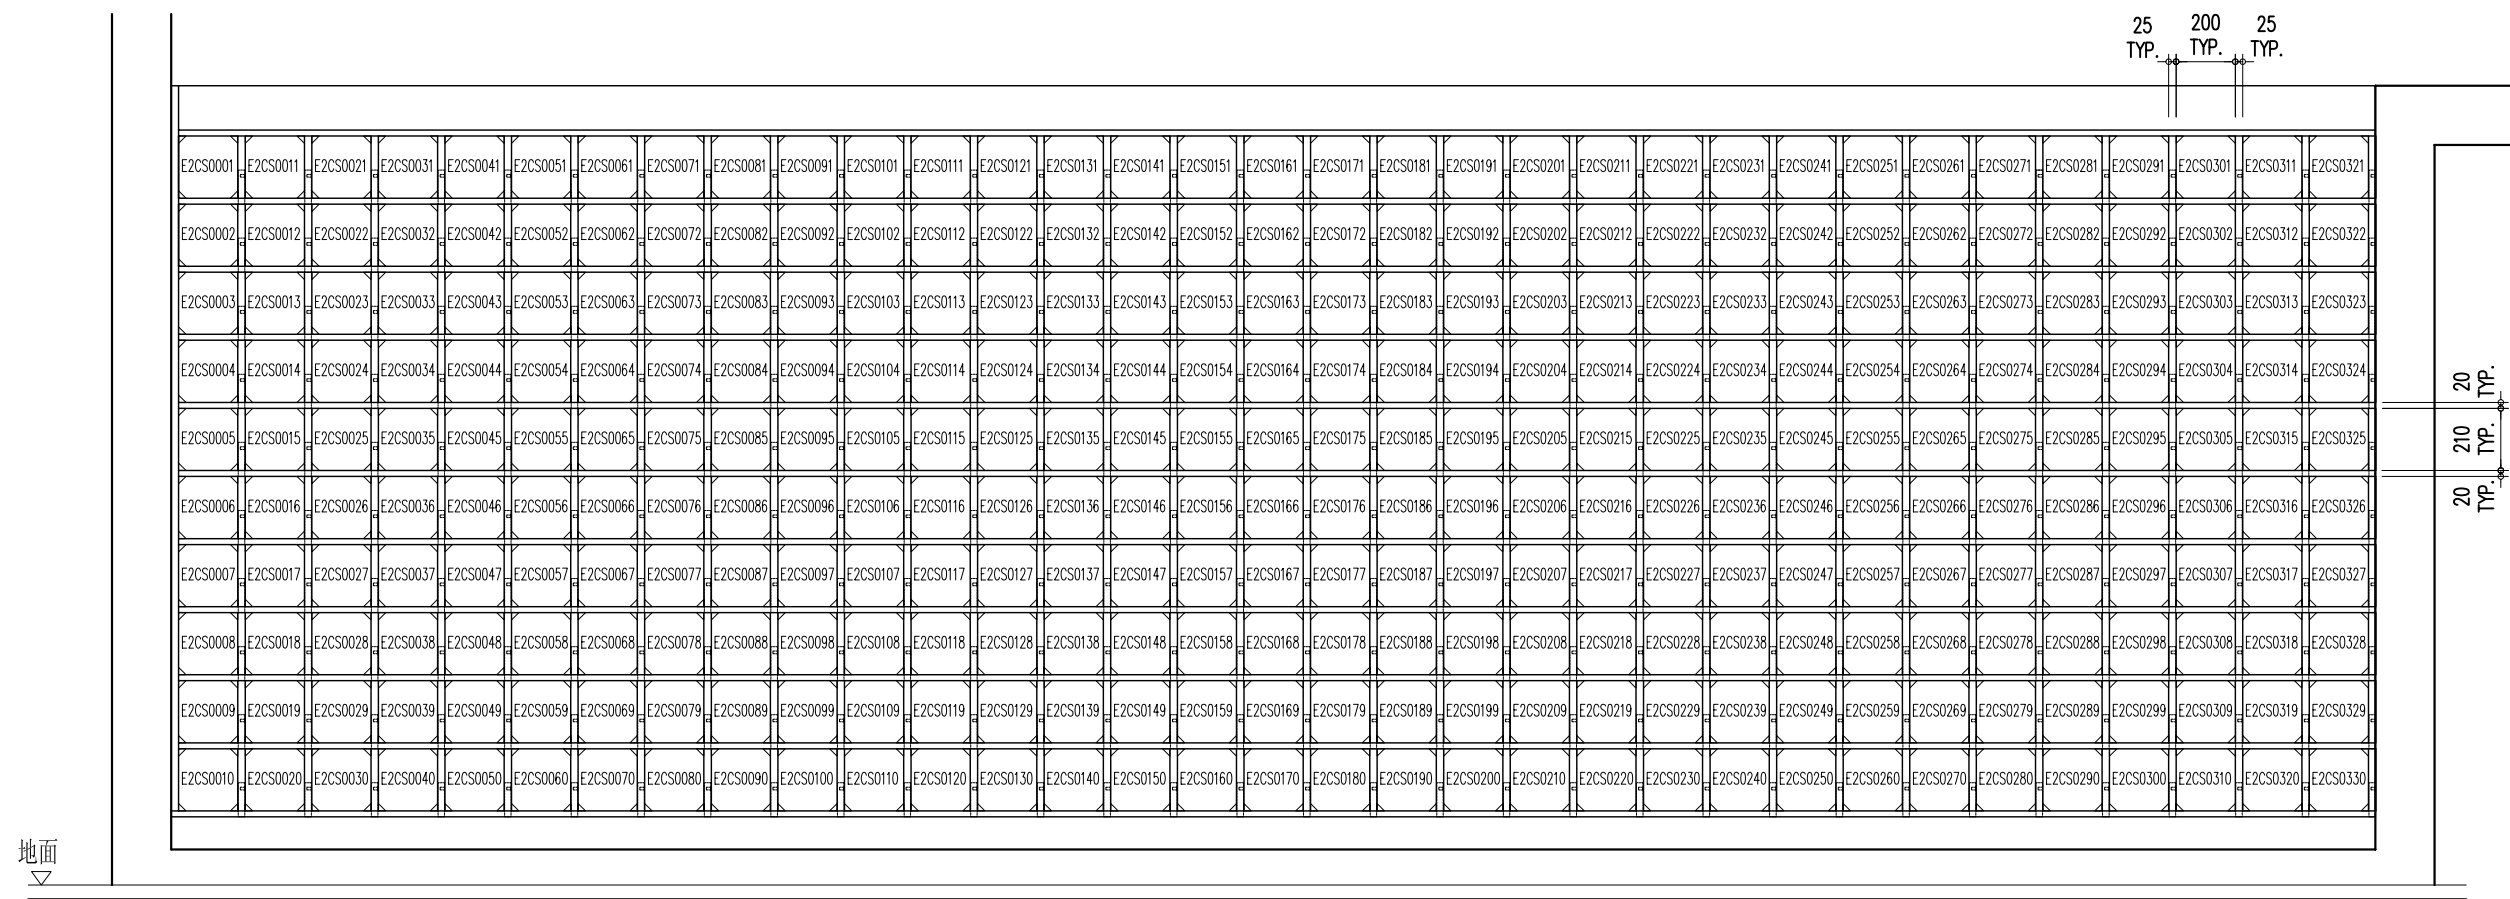 25 200 25
TYP. TYP. TYP.
E2CS0001 E2CS0011 E2CS0021 E2CS0031 E2CS0041 E2CS0051 E2CS0061 E2CS0071 E2CS0081 E2CS0091 E2CS0101 E2CS0111 E2CS0121 E2CS0131 E2CS0141 E2CS0151 E2CS0161 E2CS0171 E2CS0181 E2CS0191 E2CS0201 E2CS0211 E2CS0221 E2CS0231 E2CS0241 E2CS0251 E2CS0261 E2CS0271 E2CS0281 E2CS0291 E2CS0301 E2CS0311 E2CS0321
E2CS0002 E2CS0012 E2CS0022 E2CS0032 E2CS0042 E2CS0052 E2CS0062 E2CS0072 E2CS0082 E2CS0092 E2CS0102 E2CS0112 E2CS0122 E2CS0132 E2CS0142 E2CS0152 E2CS0162 E2CS0172 E2CS0182 E2CS0192 E2CS0202 E2CS0212 E2CS0222 E2CS0232 E2CS0242 E2CS0252 E2CS0262 E2CS0272 E2CS0282 E2CS0292 E2CS0302 E2CS0312 E2CS0322
E2CS0003 E2CS0013 E2CS0023 E2CS0033 E2CS0043 E2CS0053 E2CS0063 E2CS0073 E2CS0083 E2CS0093 E2CS0103 E2CS0113 E2CS0123 E2CS0133 E2CS0143 E2CS0153 E2CS0163 E2CS0173 E2CS0183 E2CS0193 E2CS0203 E2CS0213 E2CS0223 E2CS0233 E2CS0243 E2CS0253 E2CS0263 E2CS0273 E2CS0283 E2CS0293 E2CS0303 E2CS0313 E2CS0323
E2CS0004 E2CS0014 E2CS0024 E2CS0034 E2CS0044 E2CS0054 E2CS0064 E2CS0074 E2CS0084 E2CS0094 E2CS0104 E2CS0114 E2CS0124 E2CS0134 E2CS0144 E2CS0154 E2CS0164 E2CS0174 E2CS0184 E2CS0194 E2CS0204 E2CS0214 E2CS0224 E2CS0234 E2CS0244 E2CS0254 E2CS0264 E2CS0274 E2CS0284 E2CS0294 E2CS0304 E2CS0314 E2CS0324
20
TYP.
E2CS0005 E2CS0015 E2CS0025 E2CS0035 E2CS0045 E2CS0055 E2CS0065 E2CS0075 E2CS0085 E2CS0095 E2CS0105 E2CS0115 E2CS0125 E2CS0135 E2CS0145 E2CS0155 E2CS0165 E2CS0175 E2CS0185 E2CS0195 E2CS0205 E2CS0215 E2CS0225 E2CS0235 E2CS0245 E2CS0255 E2CS0265 E2CS0275 E2CS0285 E2CS0295 E2CS0305 E2CS0315 E2CS0325
210
TYP.
E2CS0006 E2CS0016 E2CS0026 E2CS0036 E2CS0046 E2CS0056 E2CS0066 E2CS0076 E2CS0086 E2CS0096 E2CS0106 E2CS0116 E2CS0126 E2CS0136 E2CS0146 E2CS0156 E2CS0166 E2CS0176 E2CS0186 E2CS0196 E2CS0206 E2CS0216 E2CS0226 E2CS0236 E2CS0246 E2CS0256 E2CS0266 E2CS0276 E2CS0286 E2CS0296 E2CS0306 E2CS0316 E2CS0326
20
TYP.
E2CS0007 E2CS0017 E2CS0027 E2CS0037 E2CS0047 E2CS0057 E2CS0067 E2CS0077 E2CS0087 E2CS0097 E2CS0107 E2CS0117 E2CS0127 E2CS0137 E2CS0147 E2CS0157 E2CS0167 E2CS0177 E2CS0187 E2CS0197 E2CS0207 E2CS0217 E2CS0227 E2CS0237 E2CS0247 E2CS0257 E2CS0267 E2CS0277 E2CS0287 E2CS0297 E2CS0307 E2CS0317 E2CS0327
E2CS0008 E2CS0018 E2CS0028 E2CS0038 E2CS0048 E2CS0058 E2CS0068 E2CS0078 E2CS0088 E2CS0098 E2CS0108 E2CS0118 E2CS0128 E2CS0138 E2CS0148 E2CS0158 E2CS0168 E2CS0178 E2CS0188 E2CS0198 E2CS0208 E2CS0218 E2CS0228 E2CS0238 E2CS0248 E2CS0258 E2CS0268 E2CS0278 E2CS0288 E2CS0298 E2CS0308 E2CS0318 E2CS0328
E2CS0009 E2CS0019 E2CS0029 E2CS0039 E2CS0049 E2CS0059 E2CS0069 E2CS0079 E2CS0089 E2CS0099 E2CS0109 E2CS0119 E2CS0129 E2CS0139 E2CS0149 E2CS0159 E2CS0169 E2CS0179 E2CS0189 E2CS0199 E2CS0209 E2CS0219 E2CS0229 E2CS0239 E2CS0249 E2CS0259 E2CS0269 E2CS0279 E2CS0289 E2CS0299 E2CS0309 E2CS0319 E2CS0329
E2CS0010 E2CS0020 E2CS0030 E2CS0040 E2CS0050 E2CS0060 E2CS0070 E2CS0080 E2CS0090 E2CS0100 E2CS0110 E2CS0120 E2CS0130 E2CS0140 E2CS0150 E2CS0160 E2CS0170 E2CS0180 E2CS0190 E2CS0200 E2CS0210 E2CS0220 E2CS0230 E2CS0240 E2CS0250 E2CS0260 E2CS0270 E2CS0280 E2CS0290 E2CS0300 E2CS0310 E2CS0320 E2CS0330
地面